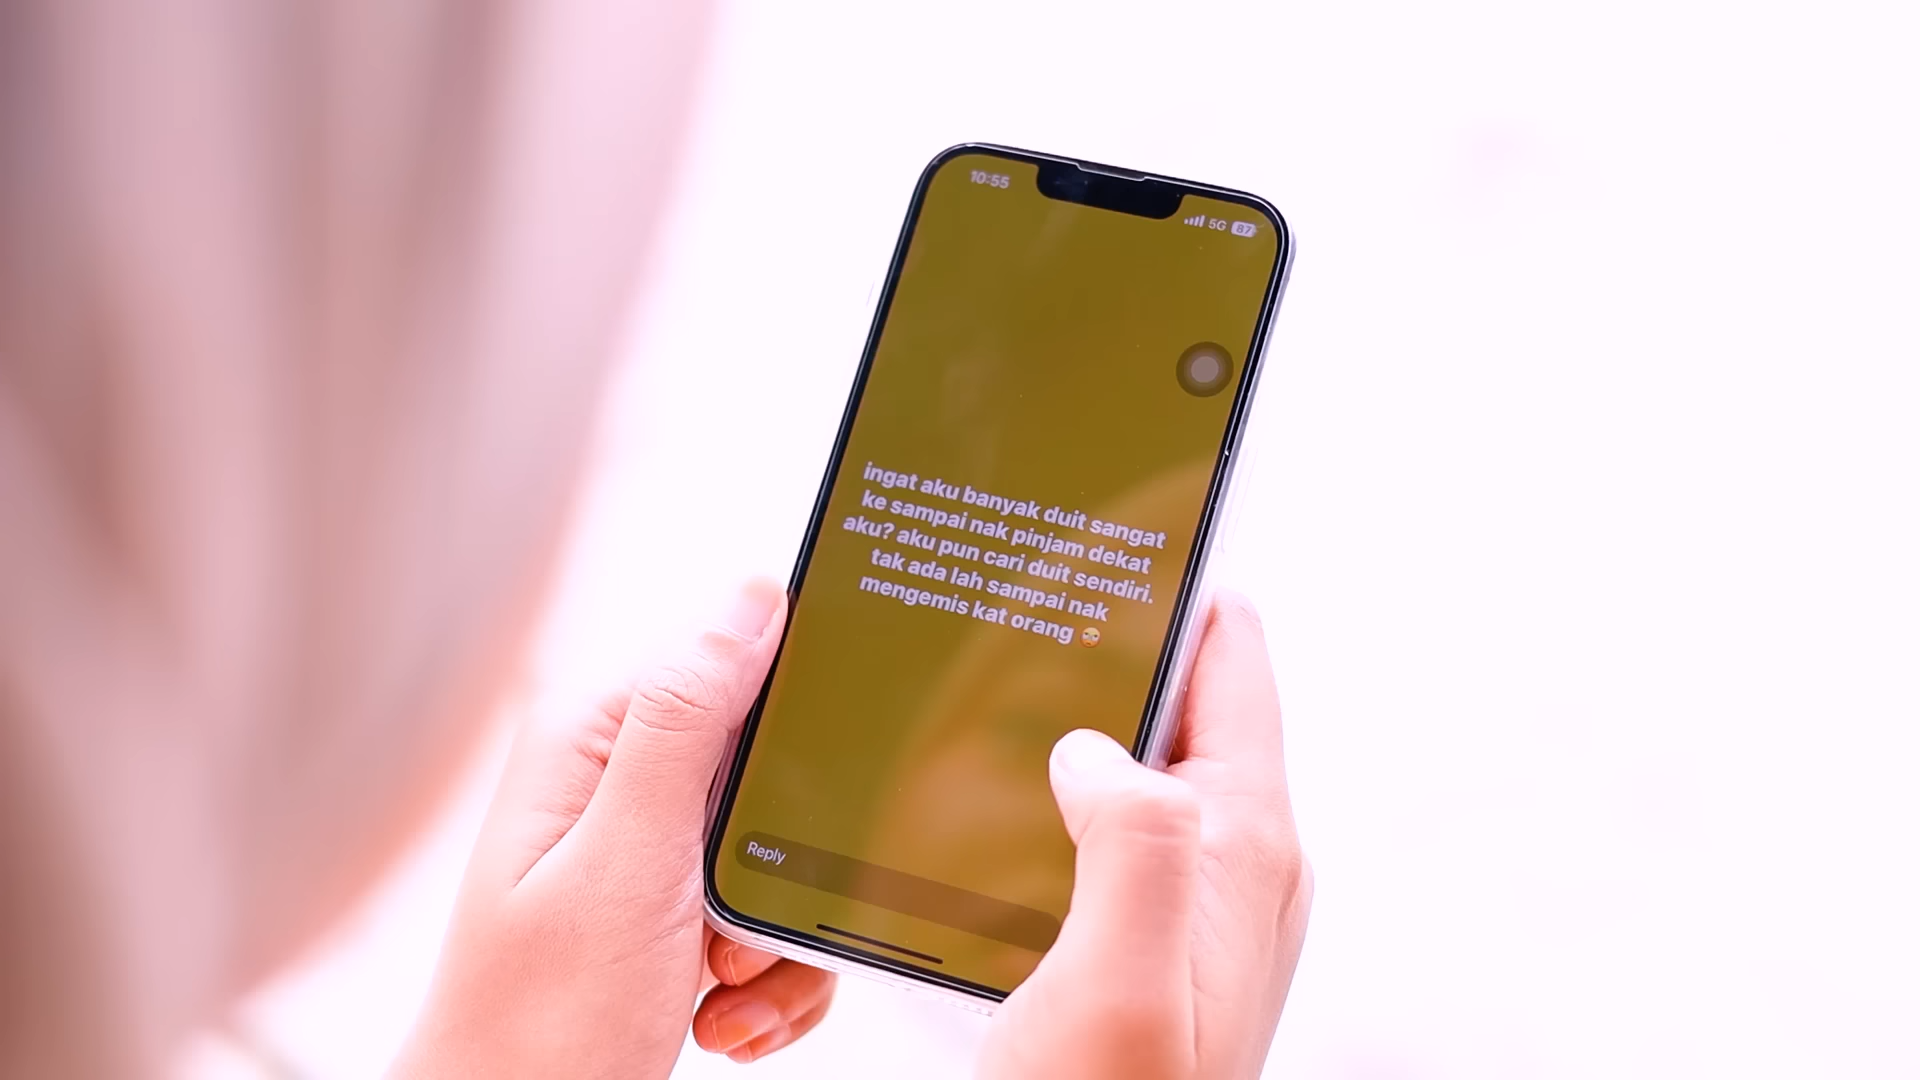 10:55
5G 87
ingat aku banyak duit sangat
ke sampai nak pinjam dekat
aku? aku pun cari duit sendiri.
tak ada lah sampai nak
mengemis kat orang 😪
Reply